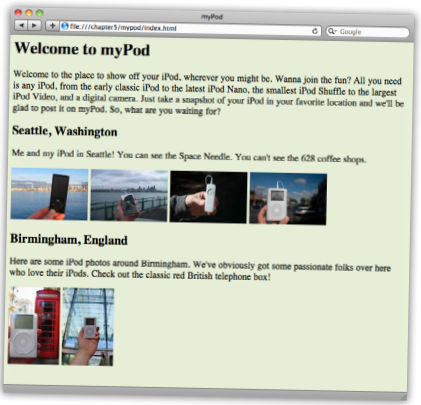 myPod
file:///chapter5/mypod/index.html
Google
Welcome to myPod
Welcome to the place to show off your iPod, wherever you might be. Wanna join the fun? All you need
is any iPod, from the early classic iPod to the latest iPod Nano, the smallest iPod Shuffle to the largest
iPod Video, and a digital camera. Just take a snapshot of your iPod in your favorite location and we'll be
glad to post it on myPod. So, what are you waiting for?
Seattle, Washington
Me and my iPod in Seattle! You can see the Space Needle. You can't see the 628 coffee shops.
Birmingham, England
Here are some iPod photos around Birmingham. We've obviously got some passionate folks over here
who love their iPods. Check out the classic red British telephone box!